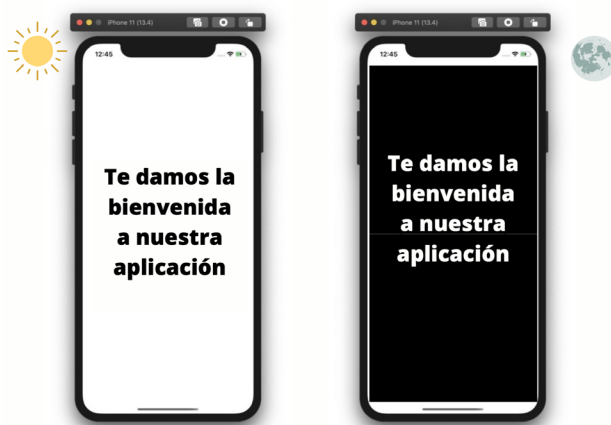 iPhone 11 (13.4)
12:45
Te damos la
bienvenida
a nuestra
aplicación
iPhone 11 (13.4)
12:45
Te damos la
bienvenida
a nuestra
aplicación